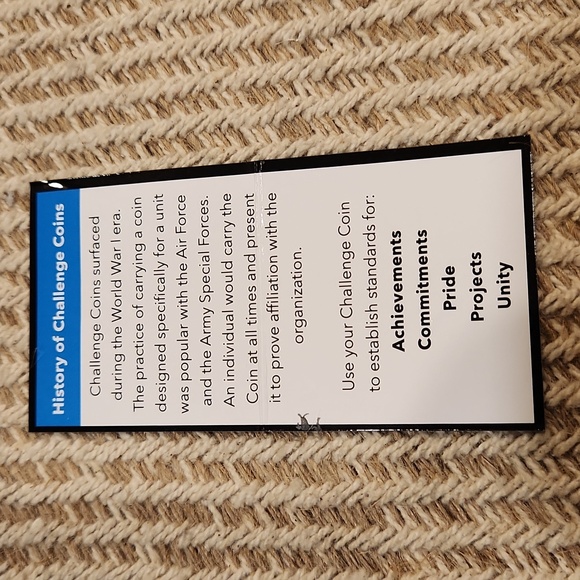 History of Challenge Coins
Challenge Coins surfaced
during the World War I era.
The practice of carrying a coin
designed specifically for a unit
was popular with the Air Force
and the Army Special Forces.
An individual would carry the
Coin at all times and present
it to prove affiliation with the
organization.
Use your Challenge Coin
to establish standards for:
Achievements
Commitments
Pride
Projects
Unity